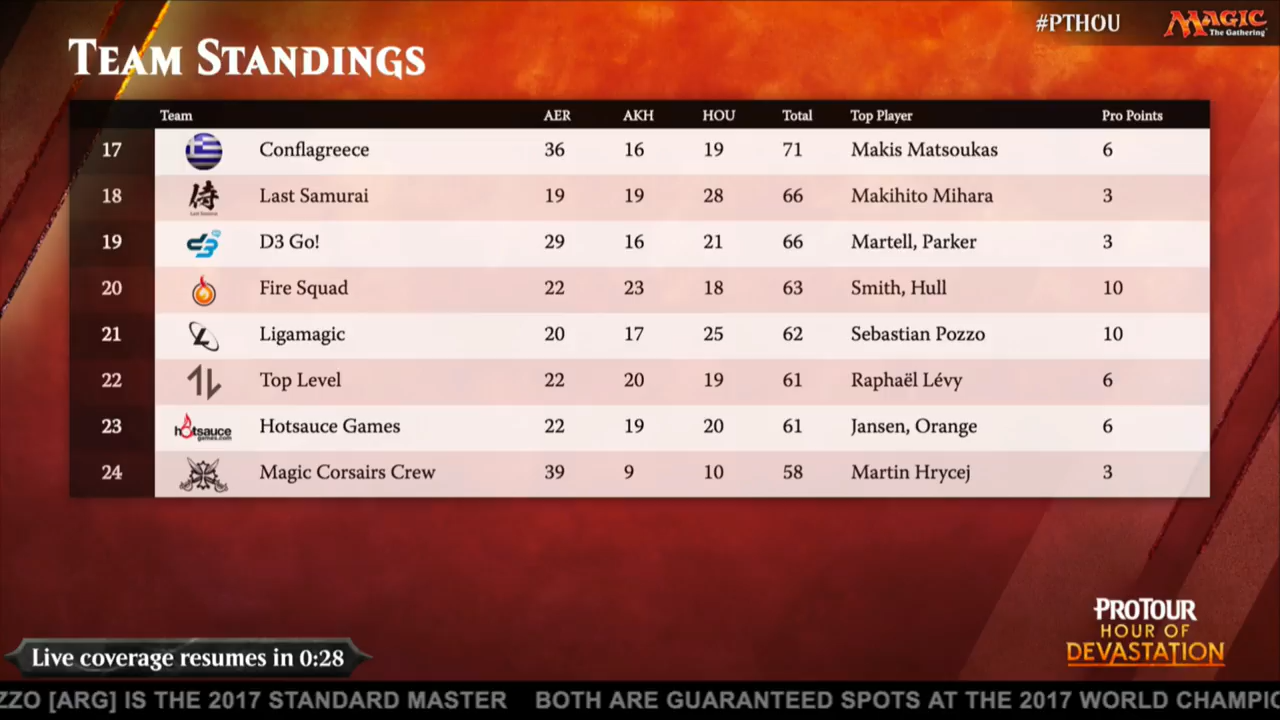 #PTHOU
MAGIC
The Gathering
TEAM STANDINGS
Team AER AKH HOU Total Top Player Pro Points
17 Conflagreece 36 16 19 71 Makis Matsoukas 6
18 侍 Last Samurai Last Samurai 19 19 28 66 Makihito Mihara 3
19 D3 Go! 29 16 21 66 Martell, Parker 3
20 Fire Squad 22 23 18 63 Smith, Hull 10
21 L Ligamagic 20 17 25 62 Sebastian Pozzo 10
22 Top Level 22 20 19 61 Raphaël Lévy 6
23 hotsauce games.com Hotsauce Games 22 19 20 61 Jansen, Orange 6
24 Magic Corsairs Crew 39 9 10 58 Martin Hrycej 3
PROTOUR
HOUR OF
DEVASTATION
Live coverage resumes in 0:28
ZZO [ARG] IS THE 2017 STANDARD MASTER BOTH ARE GUARANTEED SPOTS AT THE 2017 WORLD CHAMPIO